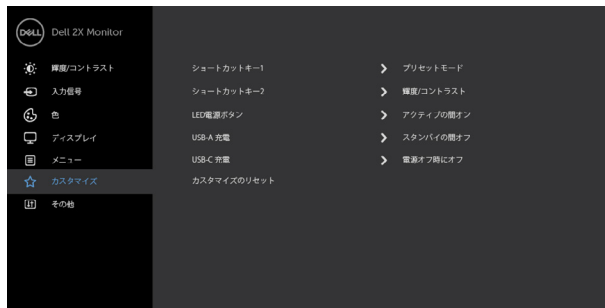 DELL
Dell 2X Monitor
輝度/コントラスト
入力信号
色
ディスプレイ
メニュー
カスタマイズ
その他
ショートカットキー1 プリセットモード
ショートカットキー2 輝度/コントラスト
LED電源ボタン アクティブの間オン
USB-A 充電 スタンバイの間オフ
USB-C 充電 電源オフ時にオフ
カスタマイズのリセット